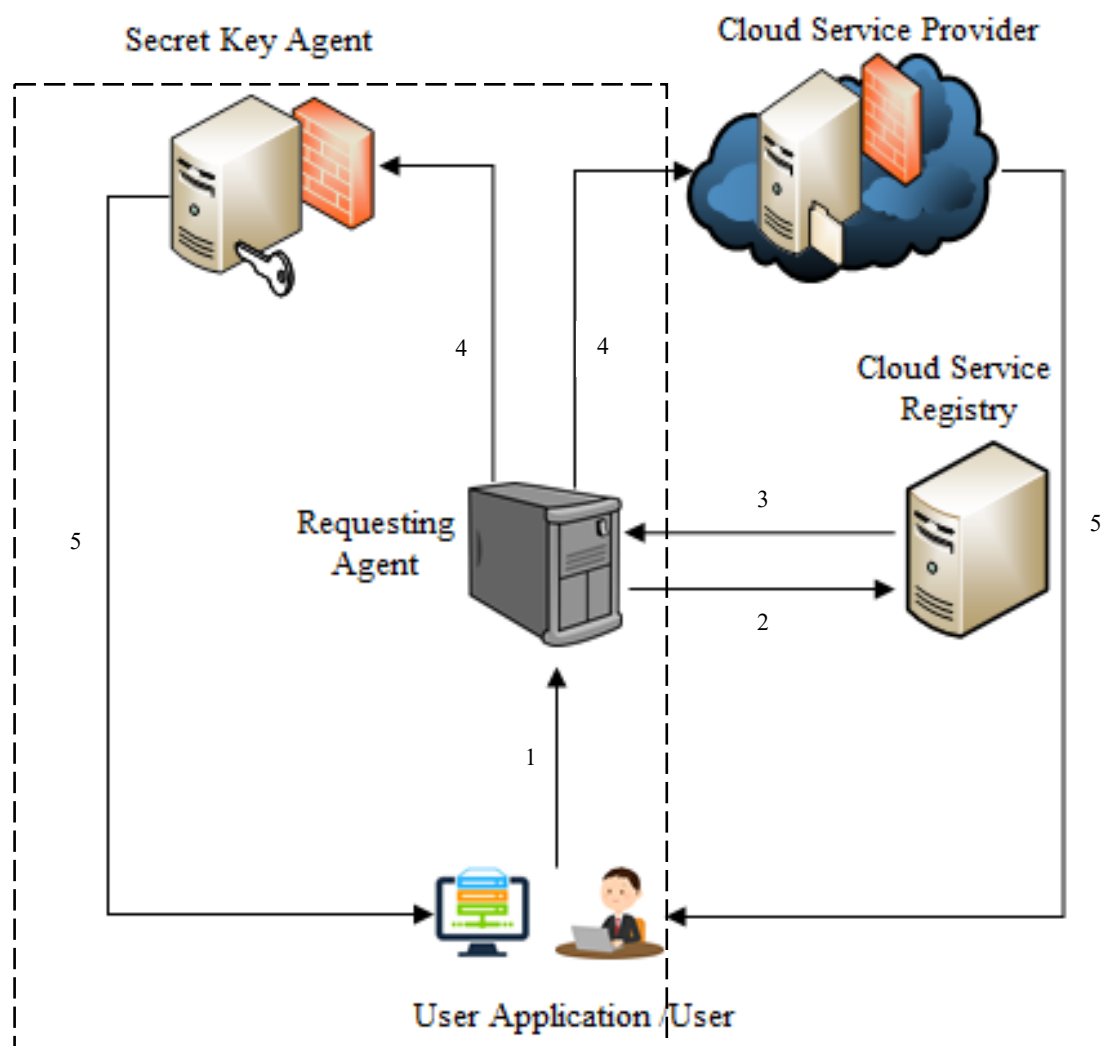 Secret Key Agent
Cloud Service Provider
4
4
Cloud Service
Registry
Requesting
Agent
3
5
5
2
1
User Application /User